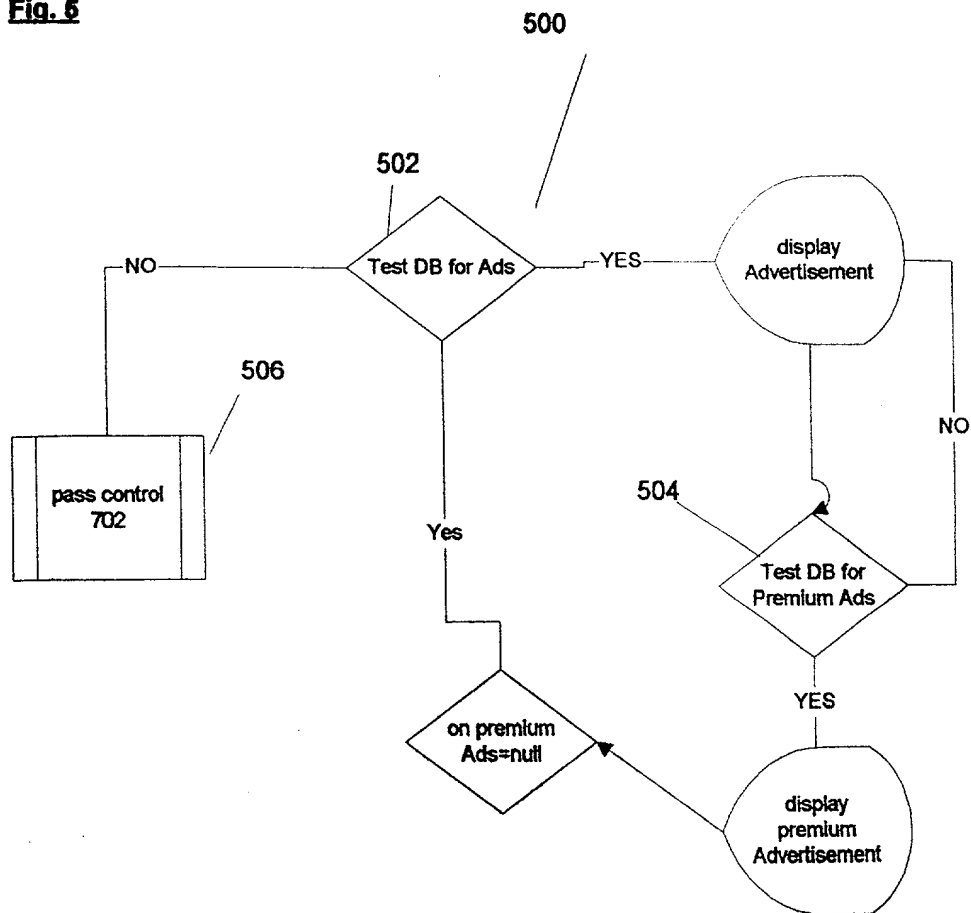 Fig. 5
500
502
Test DB for Ads
NO
YES
display
Advertisement
506
pass control
702
NO
504
Yes
Test DB for
Premium Ads
YES
on premium
Ads=null
display
premium
Advertisement